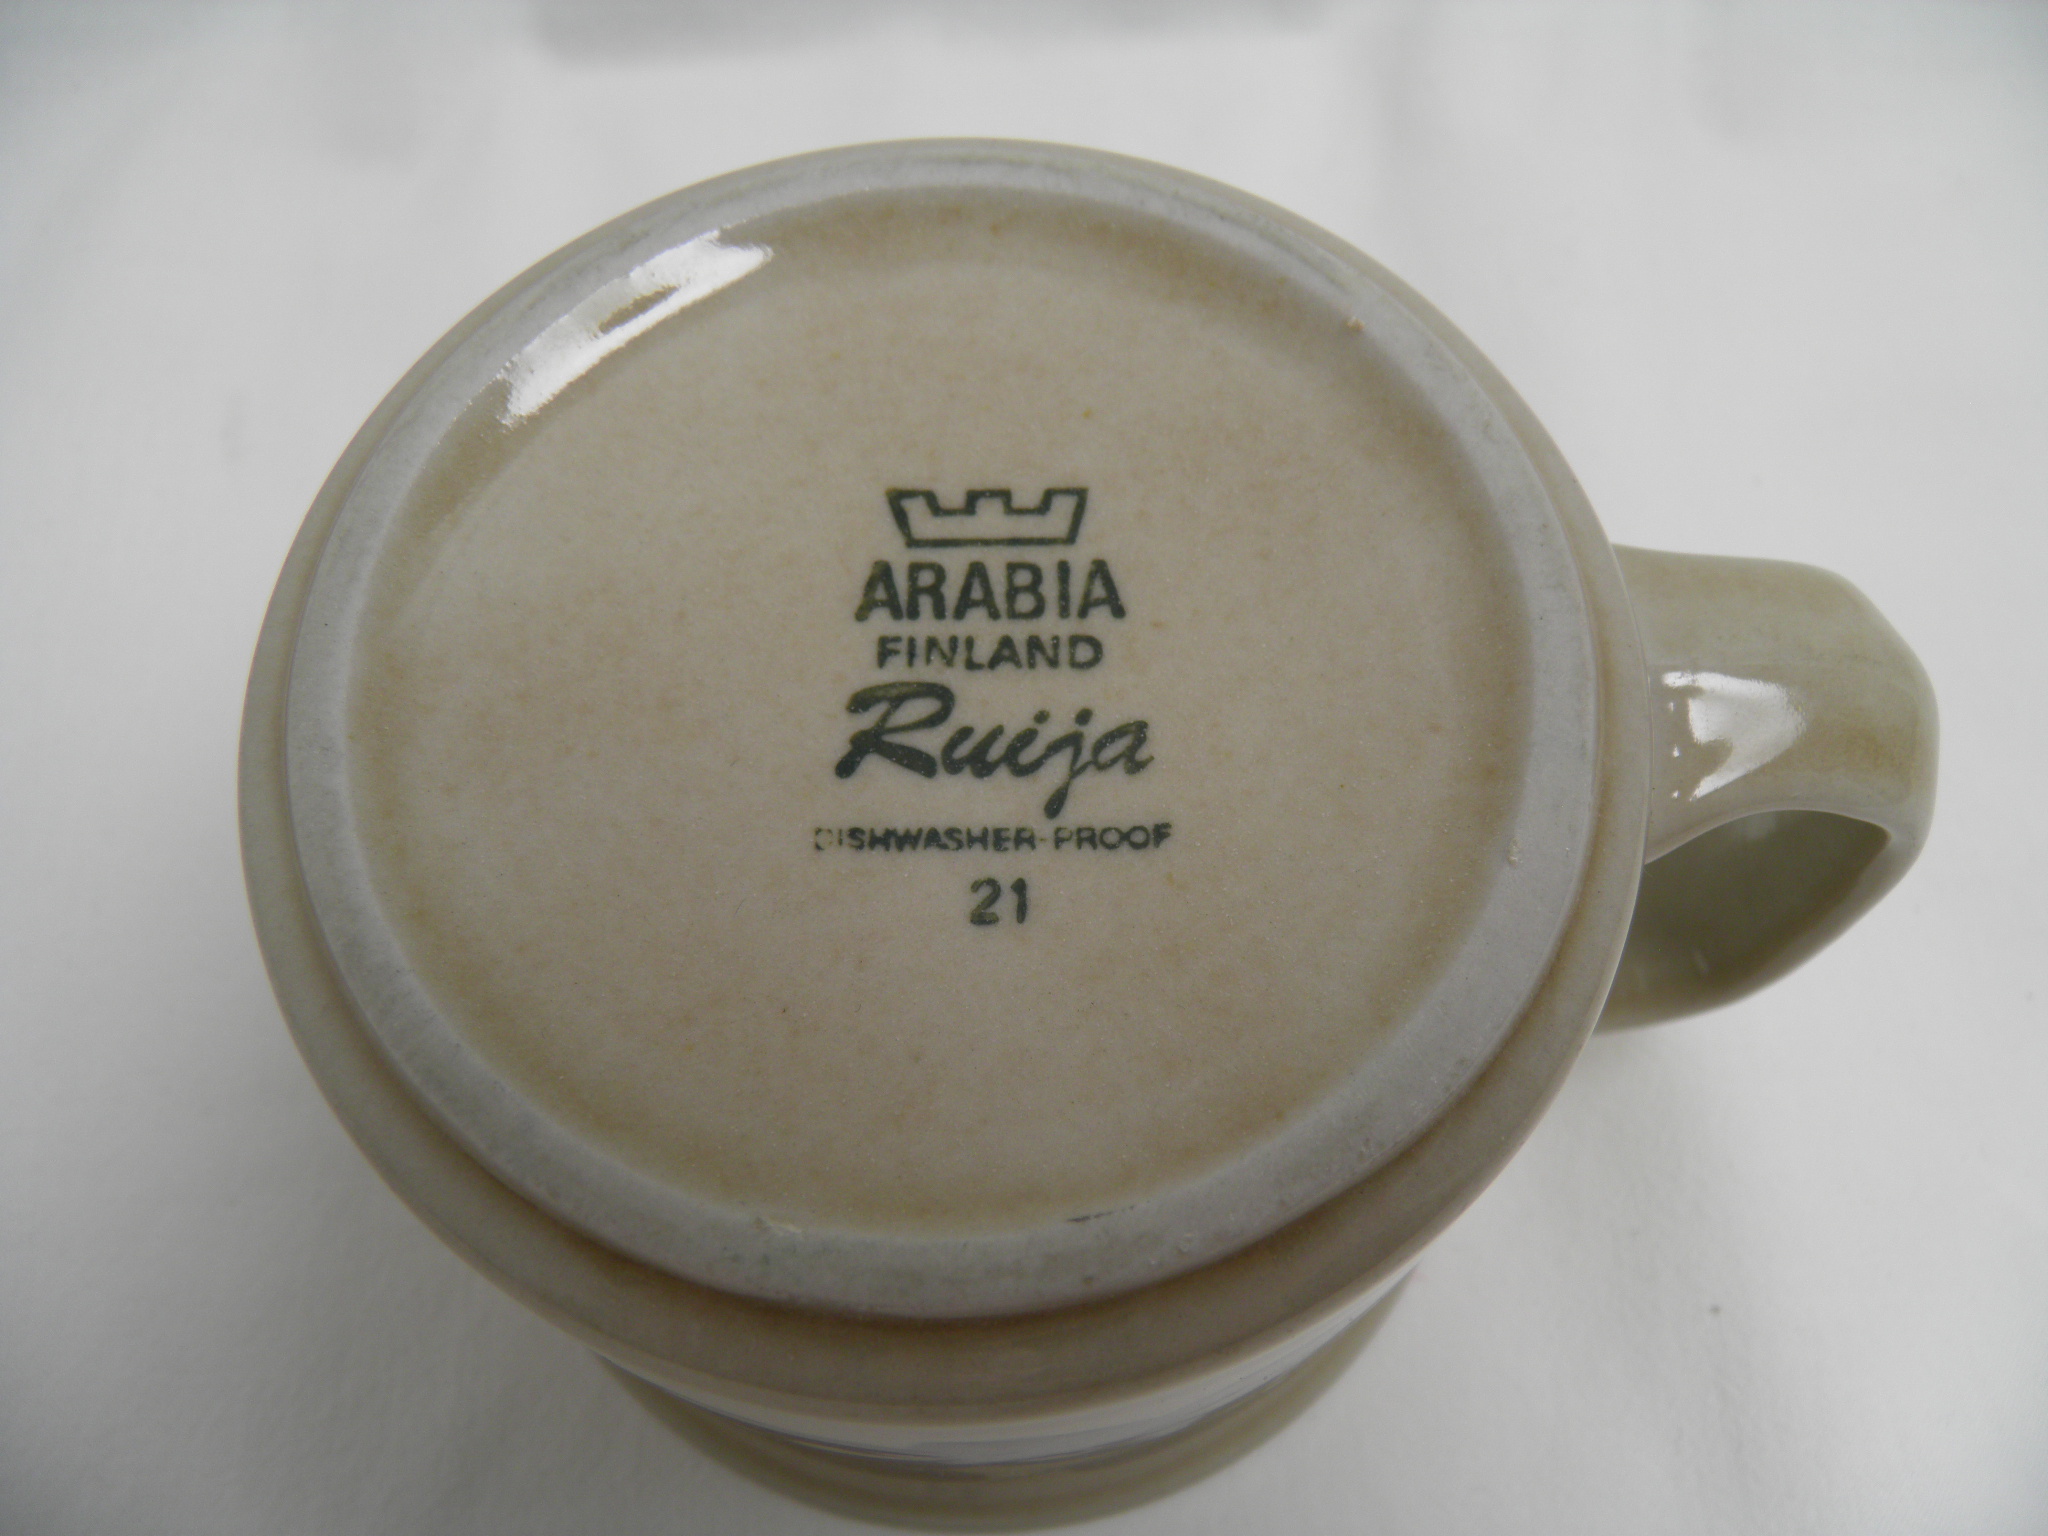 ARABIA
FINLAND
Ruija
DISHWASHER-PROOF
21